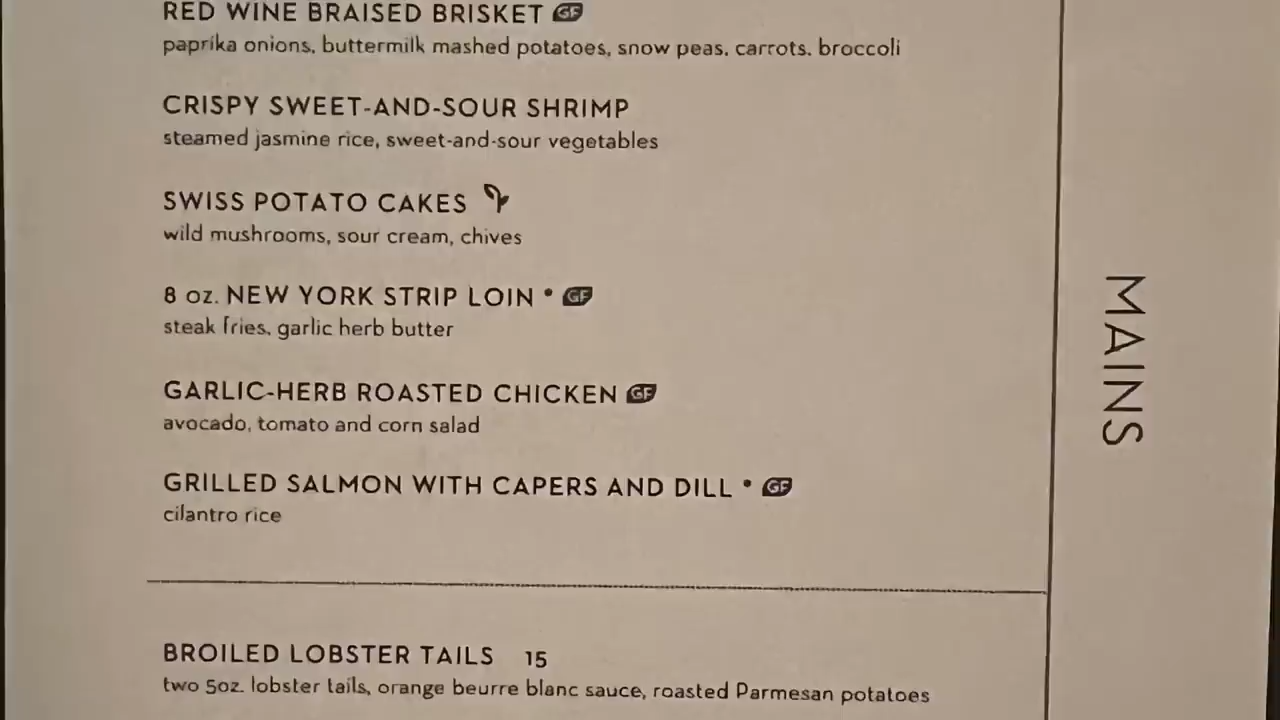 RED WINE BRAISED BRISKET GF
paprika onions, buttermilk mashed potatoes, snow peas, carrots, broccoli
CRISPY SWEET-AND-SOUR SHRIMP
steamed jasmine rice, sweet-and-sour vegetables
SWISS POTATO CAKES
wild mushrooms, sour cream, chives
8 oz. NEW YORK STRIP LOIN * GF
steak fries, garlic herb butter
GARLIC-HERB ROASTED CHICKEN GF
avocado, tomato and corn salad
GRILLED SALMON WITH CAPERS AND DILL * GF
cilantro rice
BROILED LOBSTER TAILS 15
two 5oz. lobster tails, orange beurre blanc sauce, roasted Parmesan potatoes
MAINS